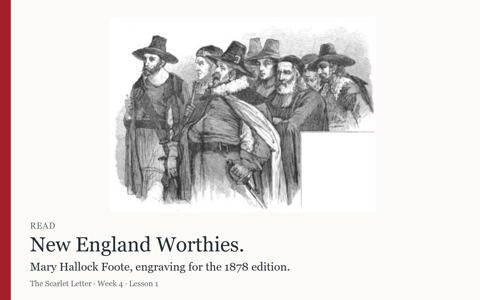 READ
New England Worthies.
Mary Hallock Foote, engraving for the 1878 edition.
The Scarlet Letter · Week 4 · Lesson 1